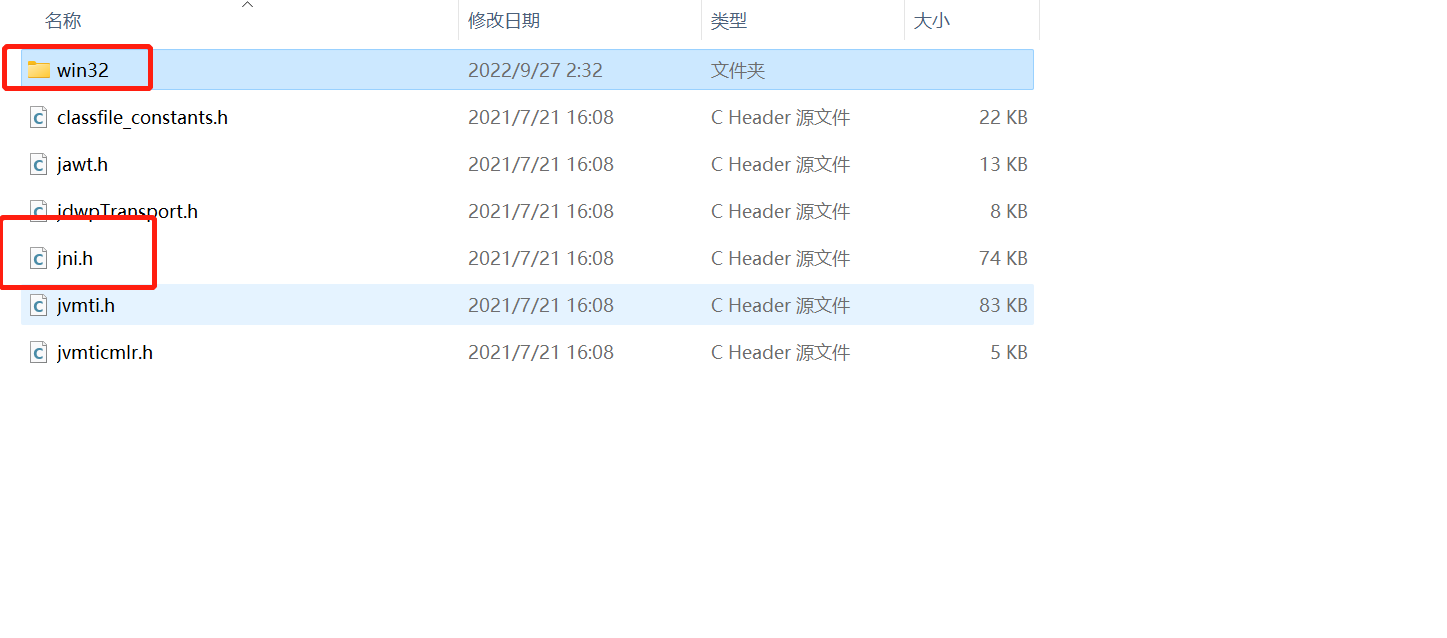 名称 修改日期 类型 大小
win32 2022/9/27 2:32 文件夹
classfile_constants.h 2021/7/21 16:08 C Header 源文件 22 KB
jawt.h 2021/7/21 16:08 C Header 源文件 13 KB
jdwpTransport.h 2021/7/21 16:08 C Header 源文件 8 KB
jni.h 2021/7/21 16:08 C Header 源文件 74 KB
jvmti.h 2021/7/21 16:08 C Header 源文件 83 KB
jvmticmlr.h 2021/7/21 16:08 C Header 源文件 5 KB